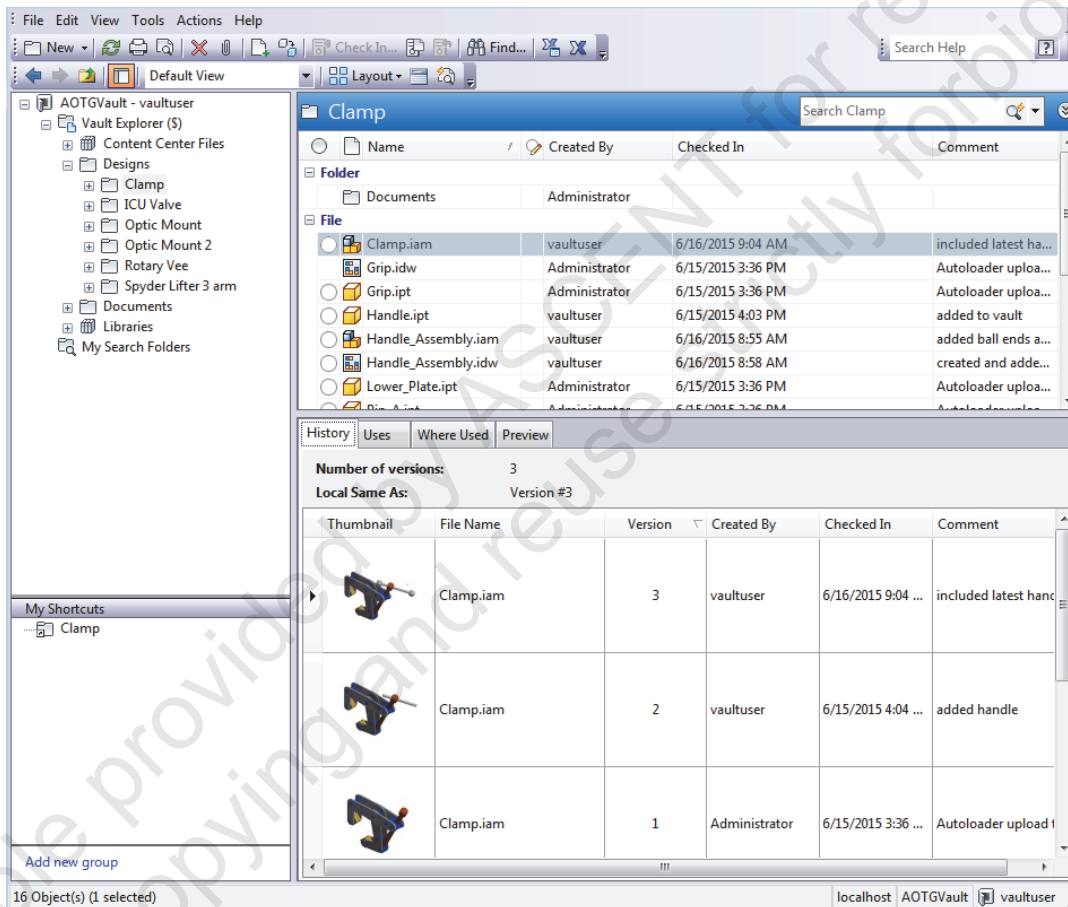 File Edit View Tools Actions Help
New Check In... Find... Search Help ?
Default View Layout
AOTGVault - vaultuser
Vault Explorer ($)
Content Center Files
Designs
Clamp
ICU Valve
Optic Mount
Optic Mount 2
Rotary Vee
Spyder Lifter 3 arm
Documents
Libraries
My Search Folders
My Shortcuts
Clamp
Add new group
Clamp Search Clamp
Name Created By Checked In Comment
Folder
Documents Administrator
File
Clamp.iam vaultuser 6/16/2015 9:04 AM included latest ha...
Grip.idw Administrator 6/15/2015 3:36 PM Autoloader uploa...
Grip.ipt Administrator 6/15/2015 3:36 PM Autoloader uploa...
Handle.ipt vaultuser 6/15/2015 4:03 PM added to vault
Handle_Assembly.iam vaultuser 6/16/2015 8:55 AM added ball ends a...
Handle_Assembly.idw vaultuser 6/16/2015 8:58 AM created and adde...
Lower_Plate.ipt Administrator 6/15/2015 3:36 PM Autoloader uploa...
History Uses Where Used Preview
Number of versions: 3
Local Same As: Version #3
Thumbnail File Name Version Created By Checked In Comment
Clamp.iam 3 vaultuser 6/16/2015 9:04 ... included latest hand
Clamp.iam 2 vaultuser 6/15/2015 4:04 ... added handle
Clamp.iam 1 Administrator 6/15/2015 3:36 ... Autoloader upload t
16 Object(s) (1 selected) localhost AOTGVault vaultuser
provided by ASCENT for
and reuse strictly